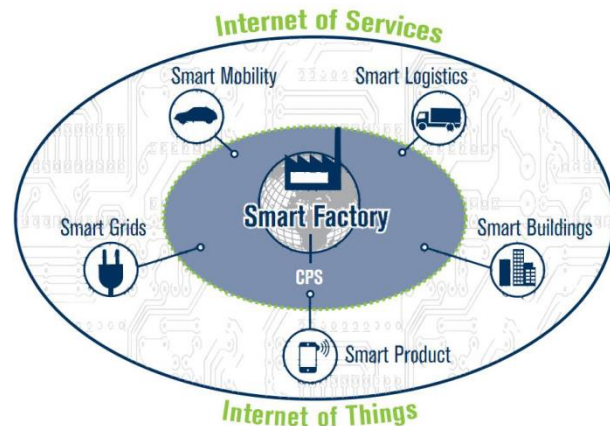 Internet of Services
Smart Mobility
Smart Logistics
Smart Factory
Smart Grids
Smart Buildings
CPS
Smart Product
Internet of Things